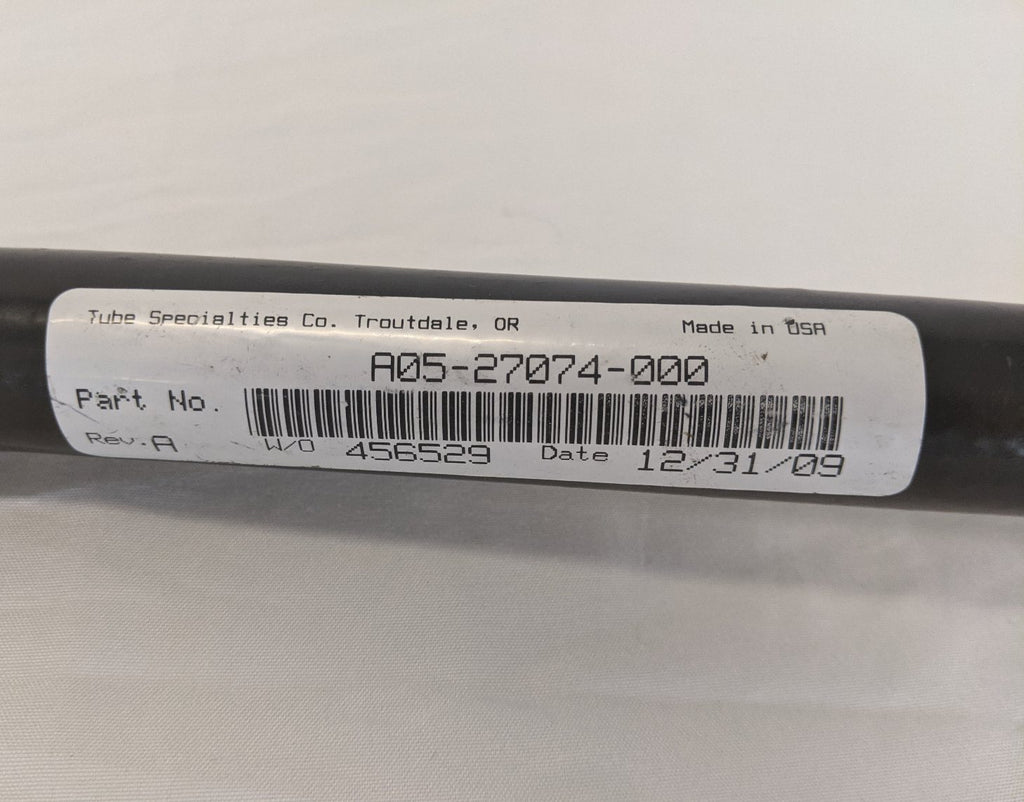 Tube Specialties Co. Troutdale, OR Made in USA
A05-27074-000
Part No.
Rev.A W/O 456529 Date 12/31/09